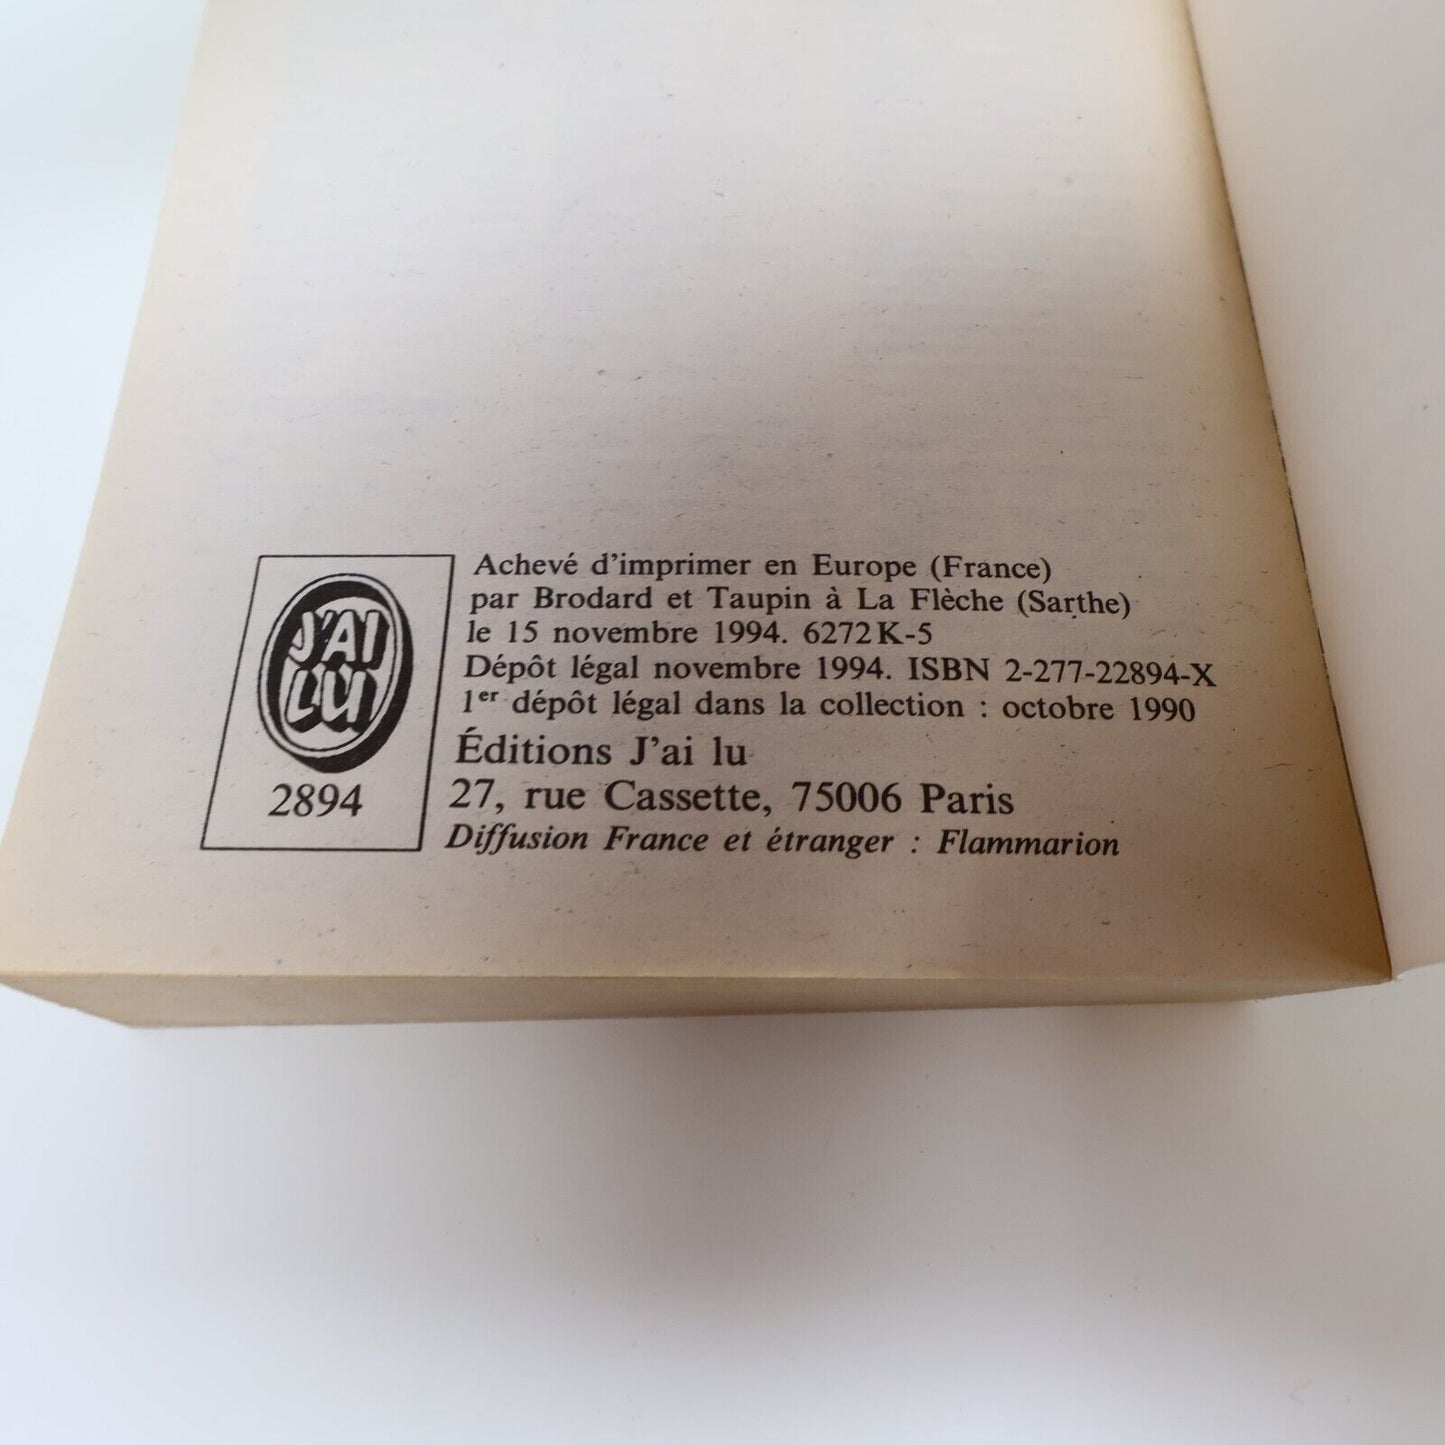 J'AI
LU
2894
Achevé d'imprimer en Europe (France)
par Brodard et Taupin à La Flèche (Sarthe)
le 15 novembre 1994. 6272 K-5
Dépôt légal novembre 1994. ISBN 2-277-22894-X
1er dépôt légal dans la collection : octobre 1990
Éditions J'ai lu
27, rue Cassette, 75006 Paris
Diffusion France et étranger : Flammarion